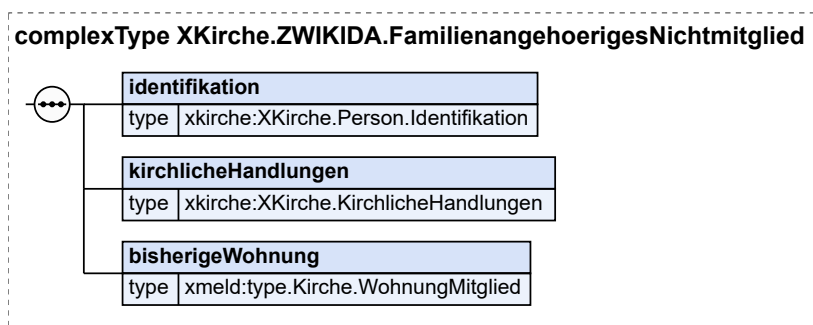 complexType XKirche.ZWIKIDA.FamilienangehoerigesNichtmitglied
identifikation
type xkirche:XKirche.Person.Identifikation
kirchlicheHandlungen
type xkirche:XKirche.KirchlicheHandlungen
bisherigeWohnung
type xmeld:type.Kirche.WohnungMitglied